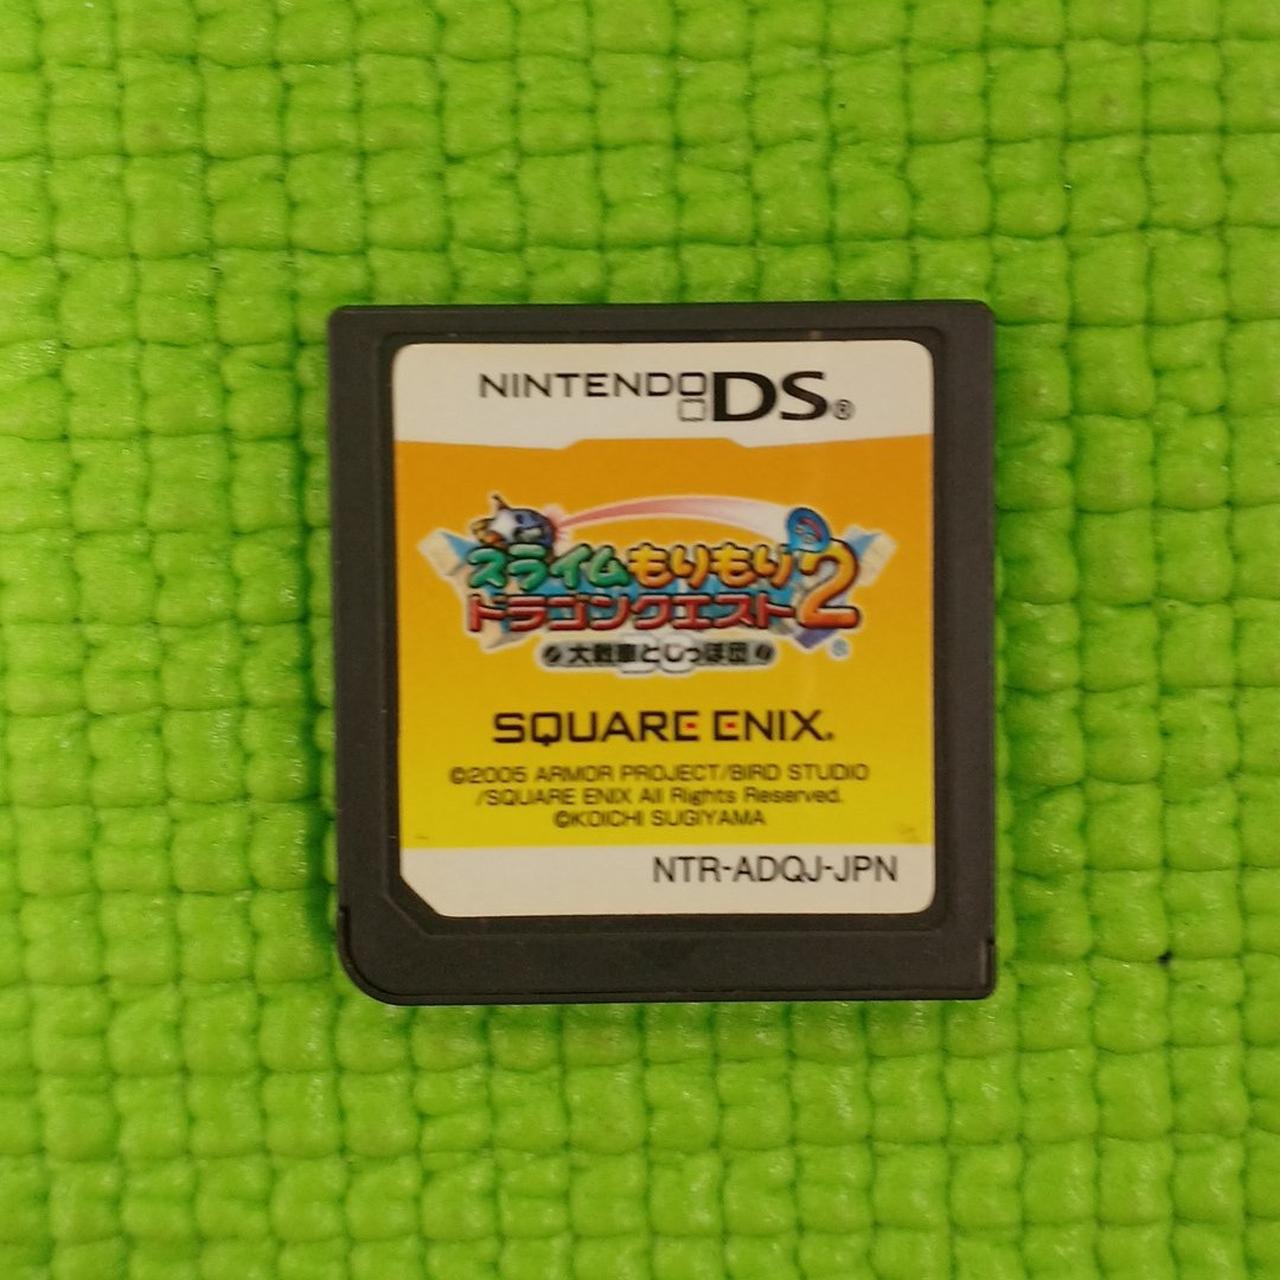 NINTENDO DS®
スライムもりもり
ドラゴンクエスト2
大戦車としっぽ団
SQUARE ENIX.
©2005 ARMOR PROJECT/BIRD STUDIO
/SQUARE ENIX All Rights Reserved.
©KOICHI SUGIYAMA
NTR-ADQJ-JPN